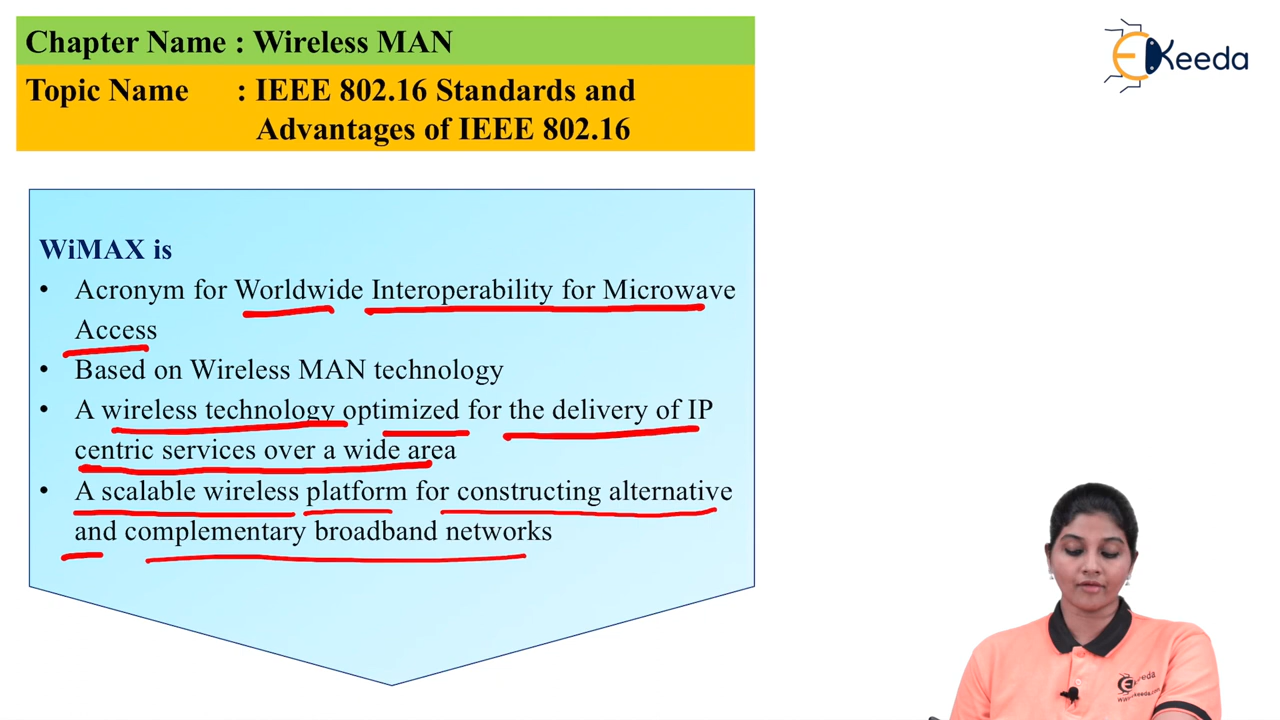 Chapter Name : Wireless MAN
Topic Name : IEEE 802.16 Standards and
Advantages of IEEE 802.16
EKeeda
WiMAX is
• Acronym for Worldwide Interoperability for Microwave
Access
• Based on Wireless MAN technology
• A wireless technology optimized for the delivery of IP
centric services over a wide area
• A scalable wireless platform for constructing alternative
and complementary broadband networks